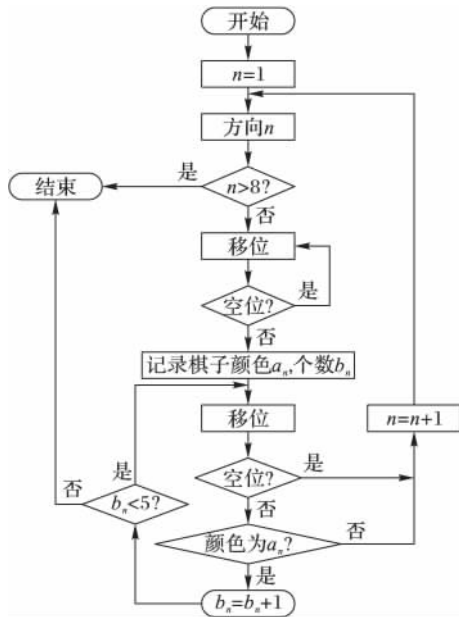 开始
n=1
方向n
是
结束
n>8?
否
移位
是
空位?
否
记录棋子颜色aₙ,个数bₙ
移位
n=n+1
是
否
空位?
是
bₙ<5?
否
否
颜色为aₙ?
是
bₙ=bₙ+1